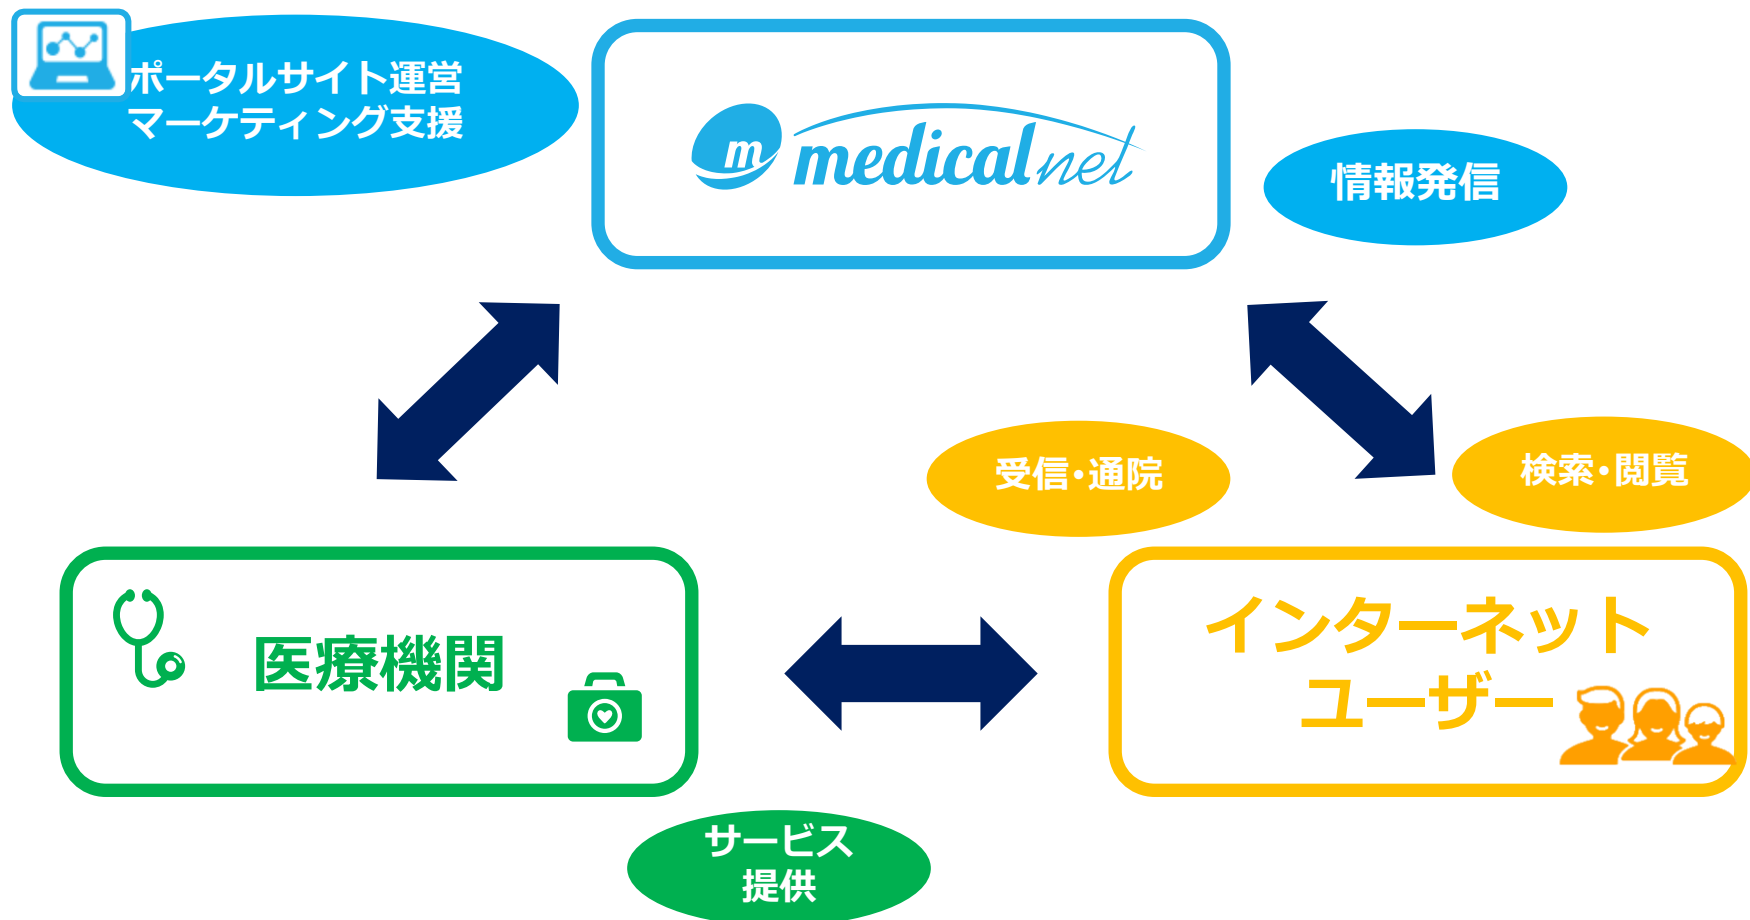 ポータルサイト運営
マーケティング支援
m medical net
情報発信
受信・通院
検索・閲覧
医療機関
インターネット
ユーザー
サービス
提供